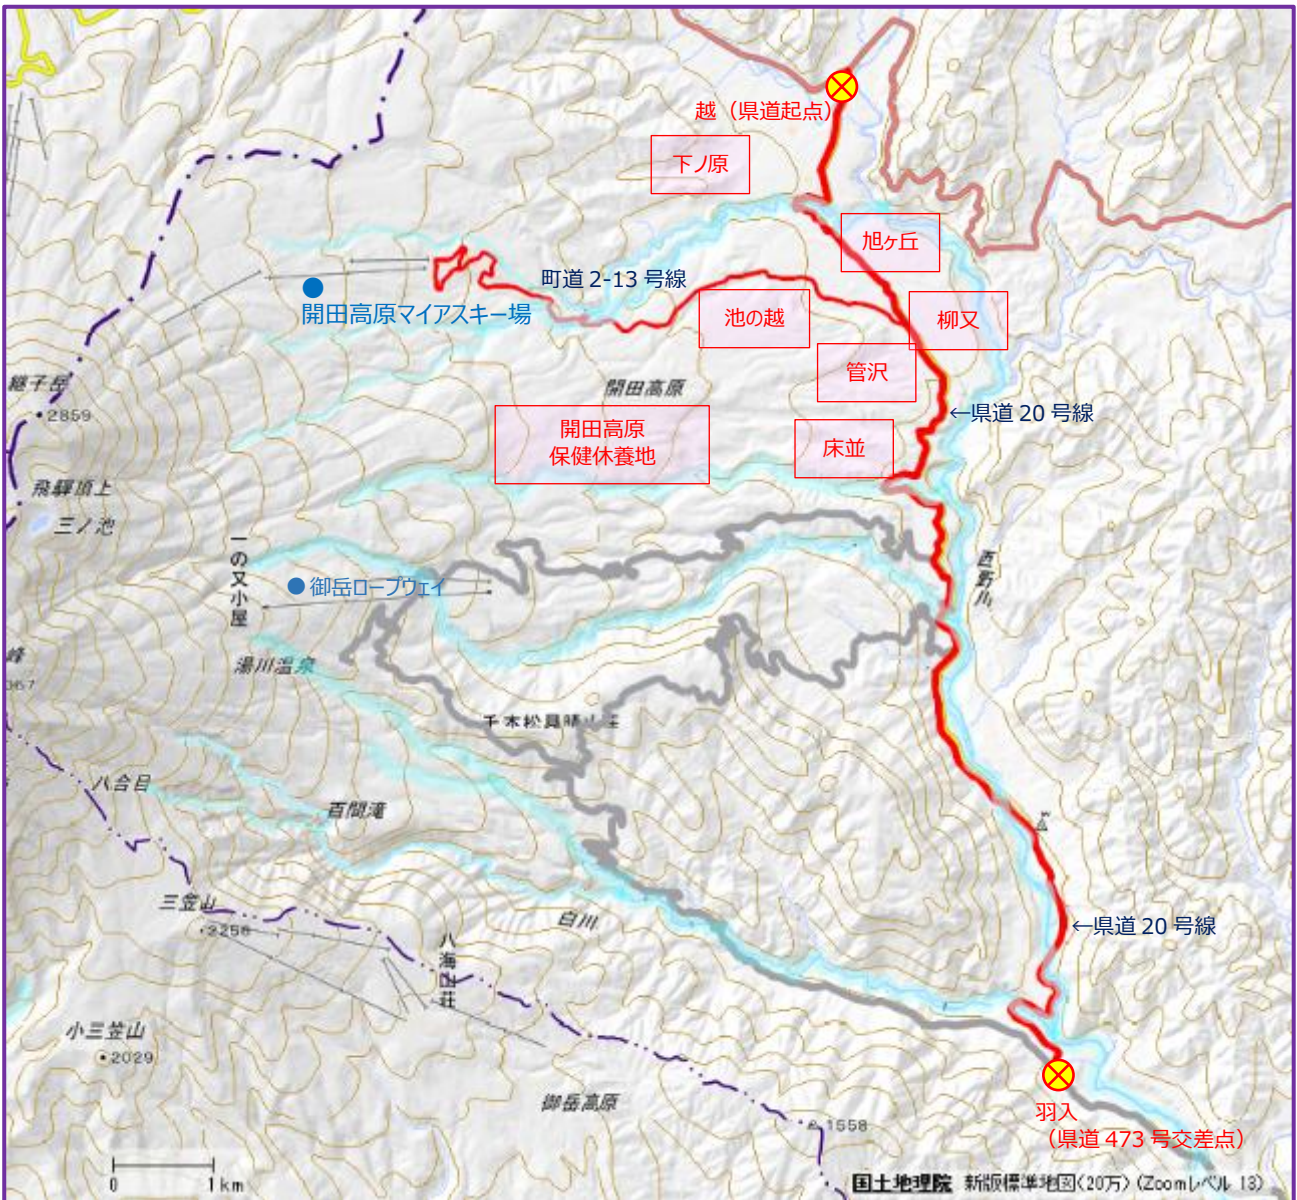 越（県道起点）
下ノ原
旭ヶ丘
町道 2-13 号線
開田高原マイアスキー場
池の越
柳又
管沢
継子岳
2859
開田高原
←県道 20 号線
開田高原
保健休養地
床並
飛騨頂上
三ノ池
一の又小屋
御岳ロープウェイ
西野川
湯川温泉
八合目
百間滝
三笠山
2256
白川
←県道 20 号線
小三笠山
2029
御岳高原
羽入
（県道 473 号交差点）
1558
0 1km
国土地理院 新版標準地図(20万) (Zoomレベル 13)